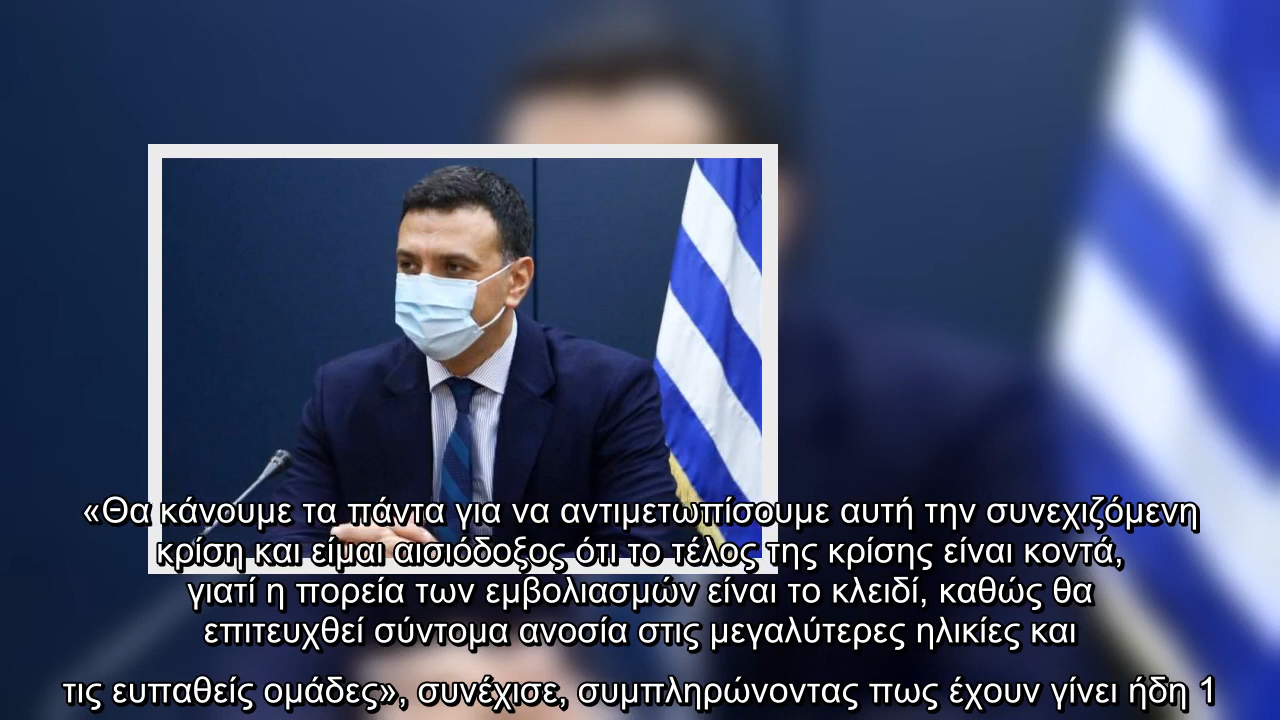 «Θα κάνουμε τα πάντα για να αντιμετωπίσουμε αυτή την συνεχιζόμενη
κρίση και είμαι αισιόδοξος ότι το τέλος της κρίσης είναι κοντά,
γιατί η πορεία των εμβολιασμών είναι το κλειδί, καθώς θα
επιτευχθεί σύντομα ανοσία στις μεγαλύτερες ηλικίες και
τις ευπαθείς ομάδες», συνέχισε, συμπληρώνοντας πως έχουν γίνει ήδη 1